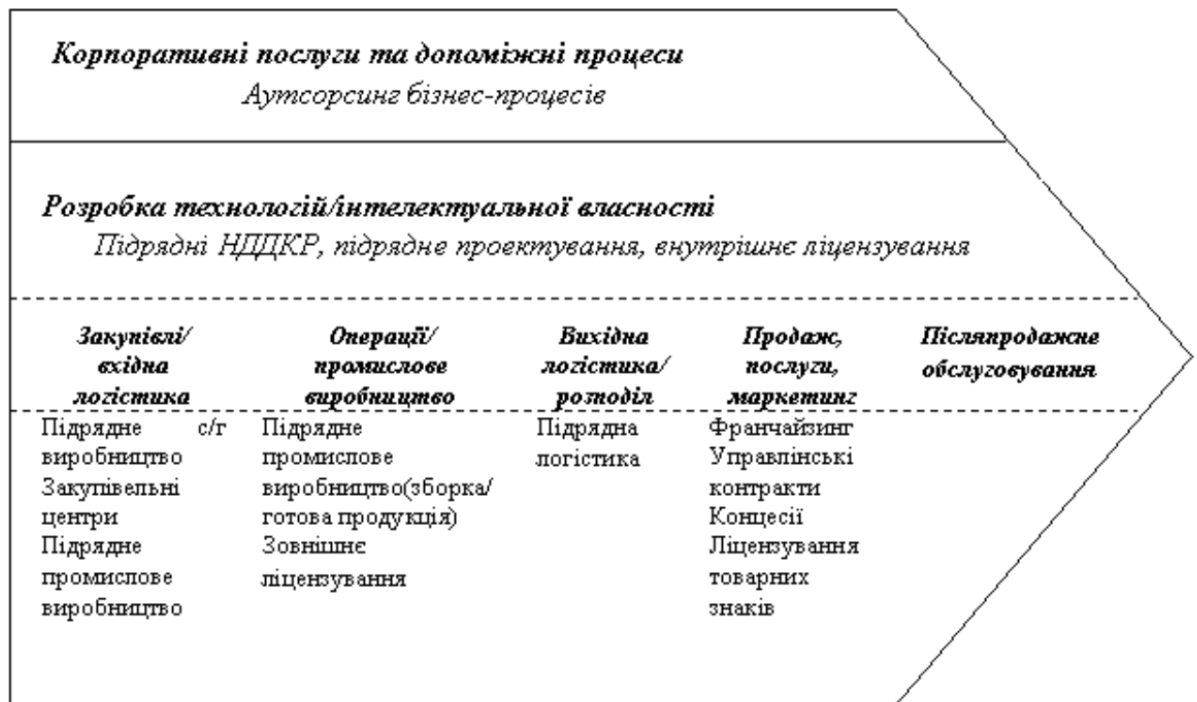 Корпоративні послуги та допоміжні процеси
Аутсорсинг бізнес-процесів
Розробка технологій/інтелектуальної власності
Підрядні НДДКР, підрядне проектування, внутрішнє ліцензування
Закупівлі/
вхідна
логістика
Операції/
промислове
виробництво
Вихідна
логістика/
розподіл
Продаж,
послуги,
маркетинг
Післяпродажне
обслуговування
Підрядне с/г
виробництво
Закупівельні
центри
Підрядне
промислове
виробництво
Підрядне
промислове
виробництво(зборка/
готова продукція)
Зовнішнє
ліцензування
Підрядна
логістика
Франчайзинг
Управлінські
контракти
Концесії
Ліцензування
товарних
знаків